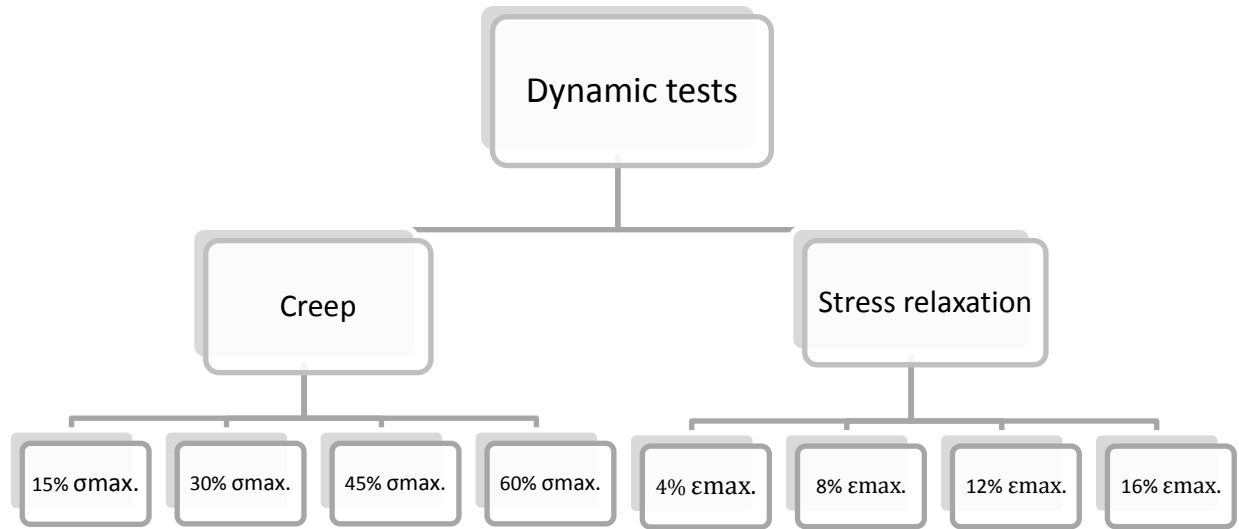 Dynamic tests
Creep
Stress relaxation
15% σmax.
30% σmax.
45% σmax.
60% σmax.
4% εmax.
8% εmax.
12% εmax.
16% εmax.